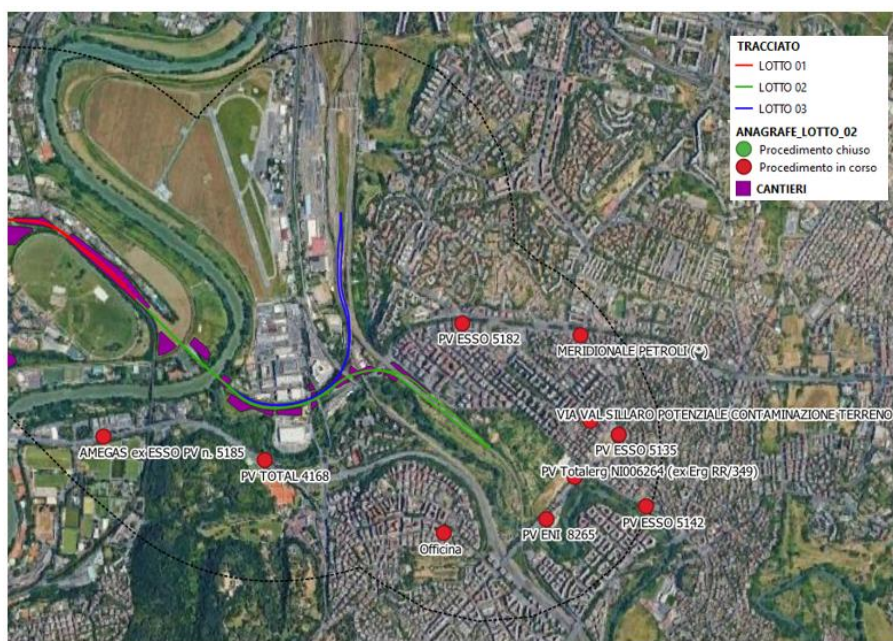 TRACCIATO
LOTTO 01
LOTTO 02
LOTTO 03
ANAGRAFE_LOTTO_02
Procedimento chiuso
Procedimento in corso
CANTIERI
PV ESSO 5182
MERIDIONALE PETROLI (*)
VIA VAL SILLARO POTENZIALE CONTAMINAZIONE TERRENO
PV ESSO 5135
AMEGAS ex ESSO PV n. 5185
PV TOTAL 4168
PV Totalerg NI006264 (ex Erg RR/349)
PV ESSO 5142
PV ENI 8265
Officina